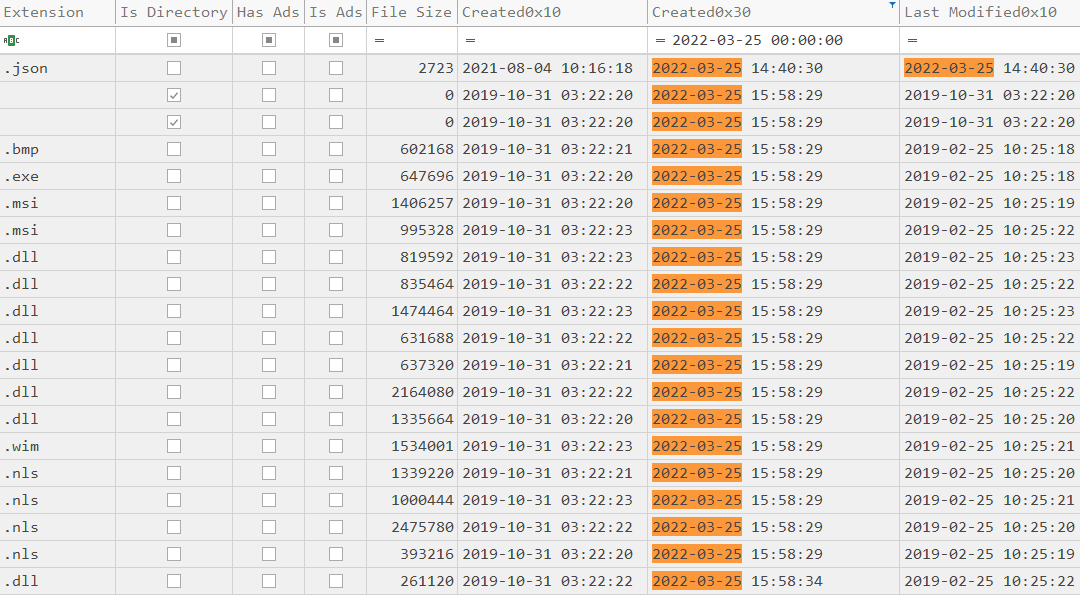 Extension Is Directory Has Ads Is Ads File Size Created0x10 Created0x30 Last Modified0x10
= = = 2022-03-25 00:00:00 =
.json 2723 2021-08-04 10:16:18 2022-03-25 14:40:30 2022-03-25 14:40:30
0 2019-10-31 03:22:20 2022-03-25 15:58:29 2019-10-31 03:22:20
0 2019-10-31 03:22:20 2022-03-25 15:58:29 2019-10-31 03:22:20
.bmp 602168 2019-10-31 03:22:21 2022-03-25 15:58:29 2019-02-25 10:25:18
.exe 647696 2019-10-31 03:22:20 2022-03-25 15:58:29 2019-02-25 10:25:18
.msi 1406257 2019-10-31 03:22:20 2022-03-25 15:58:29 2019-02-25 10:25:19
.msi 995328 2019-10-31 03:22:23 2022-03-25 15:58:29 2019-02-25 10:25:22
.dll 819592 2019-10-31 03:22:23 2022-03-25 15:58:29 2019-02-25 10:25:23
.dll 835464 2019-10-31 03:22:22 2022-03-25 15:58:29 2019-02-25 10:25:22
.dll 1474464 2019-10-31 03:22:23 2022-03-25 15:58:29 2019-02-25 10:25:23
.dll 631688 2019-10-31 03:22:22 2022-03-25 15:58:29 2019-02-25 10:25:22
.dll 637320 2019-10-31 03:22:21 2022-03-25 15:58:29 2019-02-25 10:25:19
.dll 2164080 2019-10-31 03:22:22 2022-03-25 15:58:29 2019-02-25 10:25:22
.dll 1335664 2019-10-31 03:22:20 2022-03-25 15:58:29 2019-02-25 10:25:20
.wim 1534001 2019-10-31 03:22:23 2022-03-25 15:58:29 2019-02-25 10:25:21
.nls 1339220 2019-10-31 03:22:21 2022-03-25 15:58:29 2019-02-25 10:25:20
.nls 1000444 2019-10-31 03:22:23 2022-03-25 15:58:29 2019-02-25 10:25:21
.nls 2475780 2019-10-31 03:22:22 2022-03-25 15:58:29 2019-02-25 10:25:20
.nls 393216 2019-10-31 03:22:20 2022-03-25 15:58:29 2019-02-25 10:25:19
.dll 261120 2019-10-31 03:22:22 2022-03-25 15:58:34 2019-02-25 10:25:22